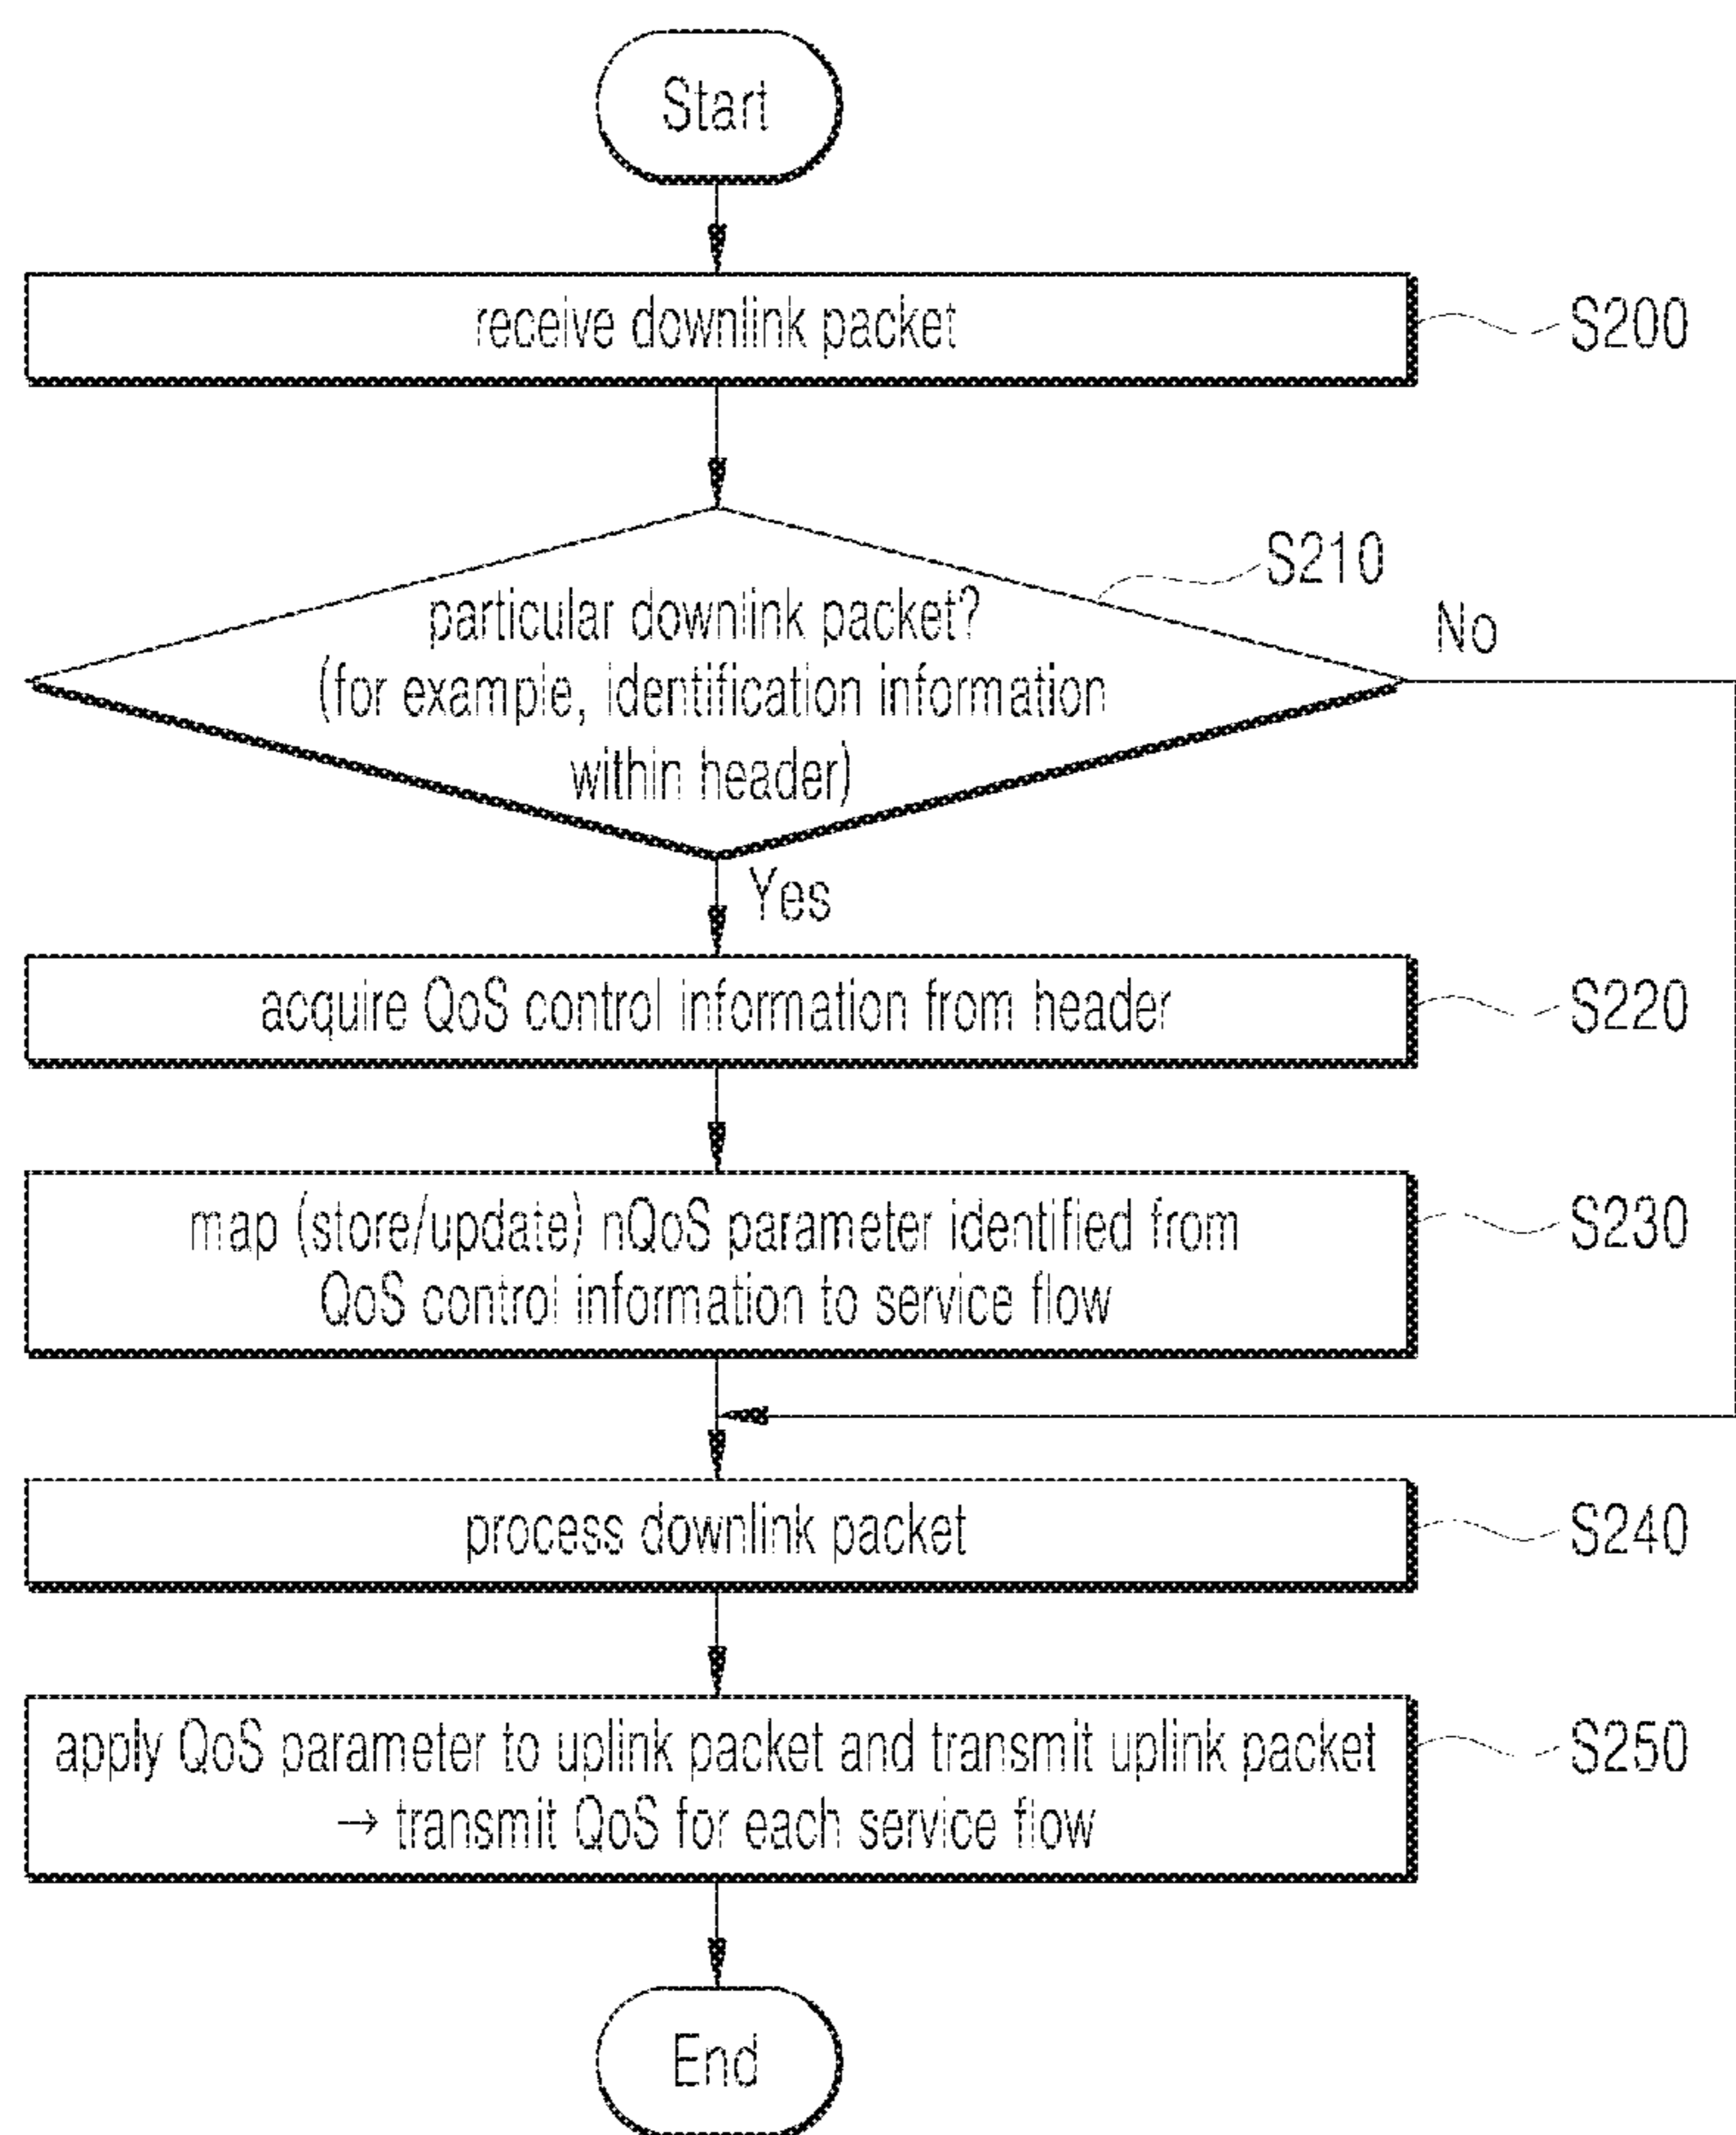 Start
receive downlink packet
S200
S210
particular downlink packet?
No
(for example, identification information
within header)
Yes
acquire QoS control information from header
S220
map (store/update) nQoS parameter identified from
S230
QoS control information to service flow
process downlink packet
S240
apply QoS parameter to uplink packet and transmit uplink packet
S250
→ transmit QoS for each service flow
End